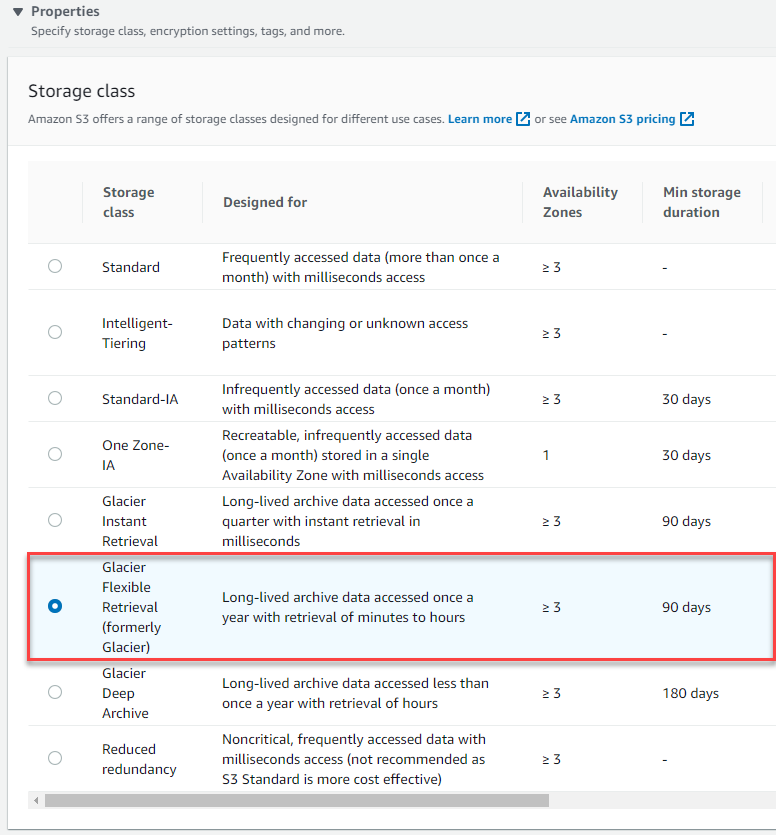 Properties
Specify storage class, encryption settings, tags, and more.
Storage class
Amazon S3 offers a range of storage classes designed for different use cases. Learn more or see Amazon S3 pricing
Storage
class
Designed for
Availability
Zones
Min storage
duration
Standard
Frequently accessed data (more than once a
month) with milliseconds access
≥ 3
-
Intelligent-
Tiering
Data with changing or unknown access
patterns
≥ 3
-
Standard-IA
Infrequently accessed data (once a month)
with milliseconds access
≥ 3
30 days
One Zone-
IA
Recreatable, infrequently accessed data
(once a month) stored in a single
Availability Zone with milliseconds access
1
30 days
Glacier
Instant
Retrieval
Long-lived archive data accessed once a
quarter with instant retrieval in
milliseconds
≥ 3
90 days
Glacier
Flexible
Retrieval
(formerly
Glacier)
Long-lived archive data accessed once a
year with retrieval of minutes to hours
≥ 3
90 days
Glacier
Deep
Archive
Long-lived archive data accessed less than
once a year with retrieval of hours
≥ 3
180 days
Reduced
redundancy
Noncritical, frequently accessed data with
milliseconds access (not recommended as
S3 Standard is more cost effective)
≥ 3
-